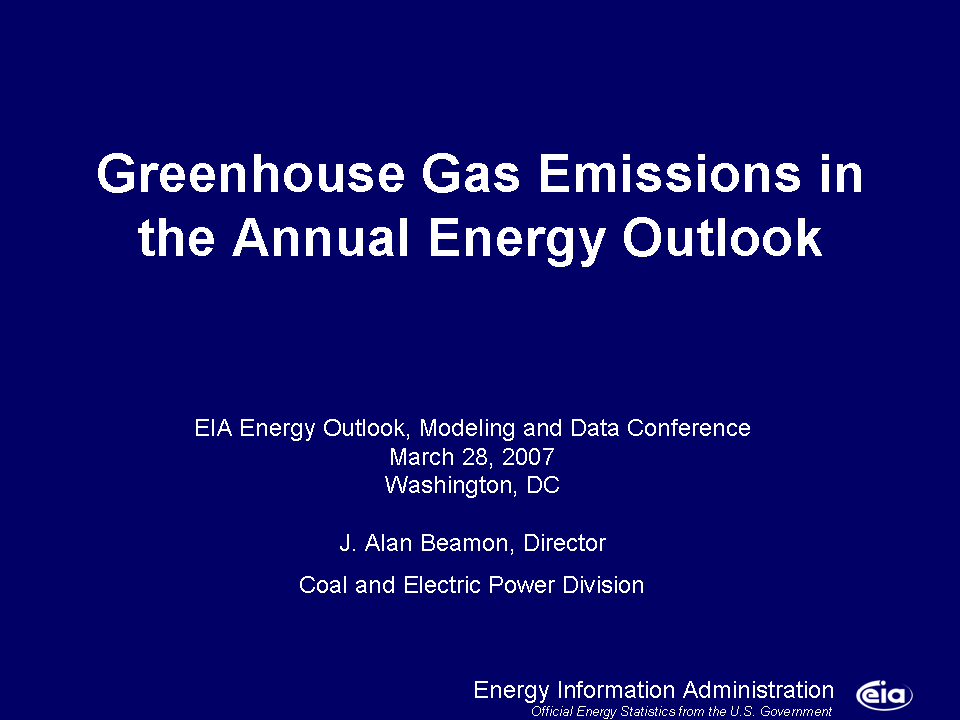 Greenhouse Gas Emissions in
the Annual Energy Outlook
EIA Energy Outlook, Modeling and Data Conference
March 28, 2007
Washington, DC
J. Alan Beamon, Director
Coal and Electric Power Division
Energy Information Administration
Official Energy Statistics from the U.S. Government
eia